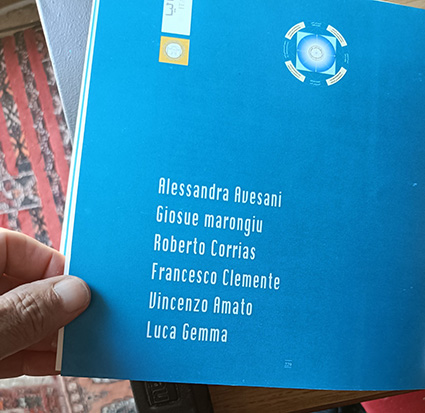 Alessandra Avesani
Giosue marongiu
Roberto Corrias
Francesco Clemente
Vincenzo Amato
Luca Gemma